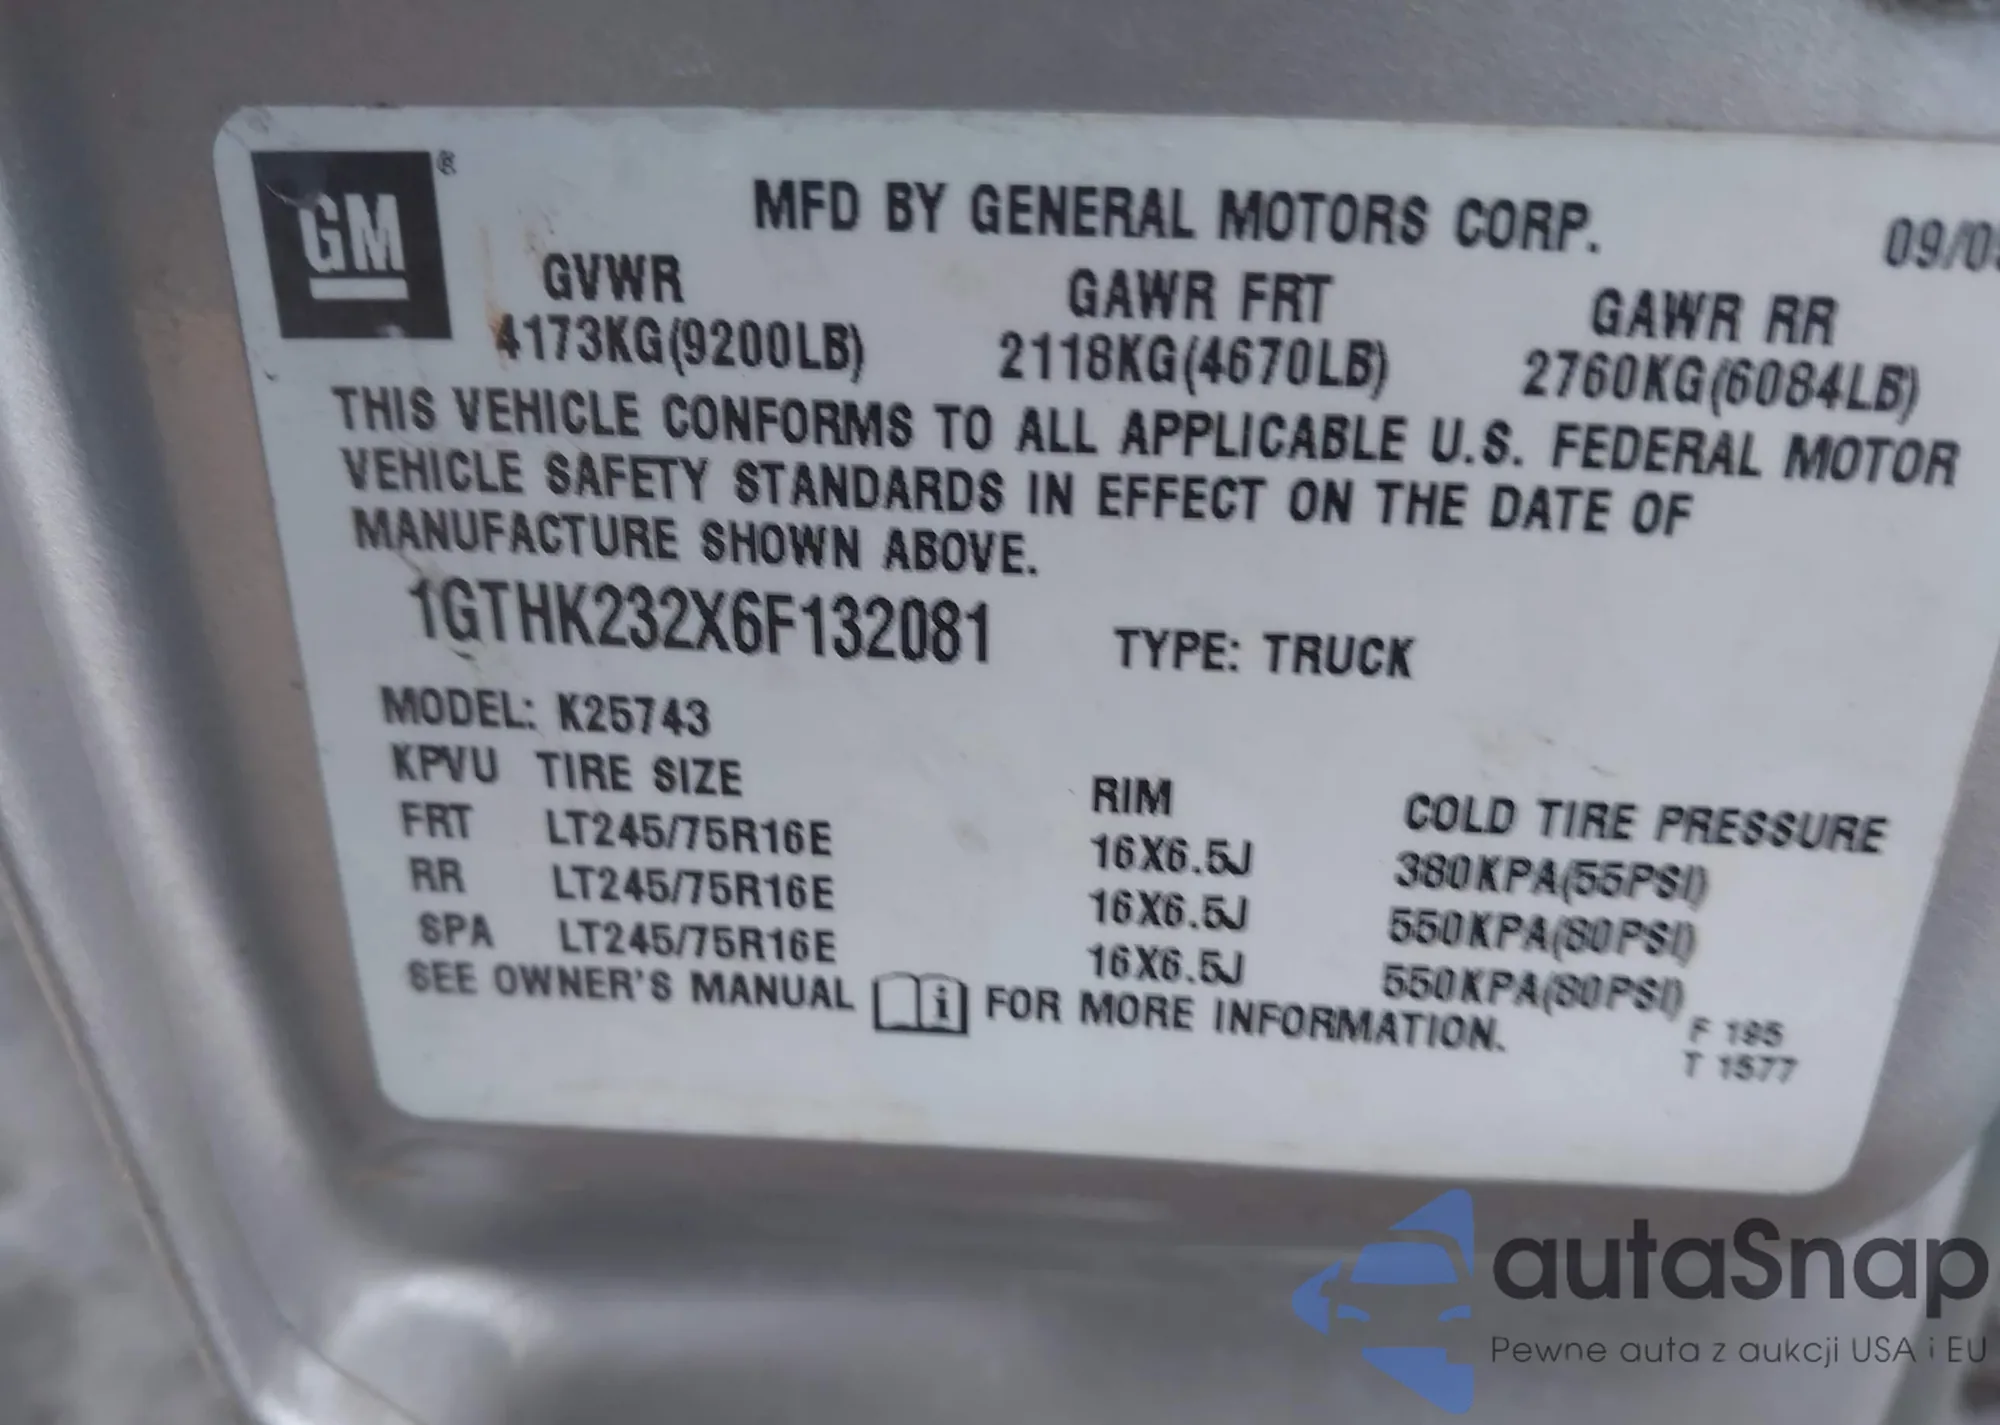 GM®
MFD BY GENERAL MOTORS CORP.
09/05
GVWR GAWR FRT GAWR RR
4173KG(9200LB) 2118KG(4670LB) 2760KG(6084LB)
THIS VEHICLE CONFORMS TO ALL APPLICABLE U.S. FEDERAL MOTOR
VEHICLE SAFETY STANDARDS IN EFFECT ON THE DATE OF
MANUFACTURE SHOWN ABOVE.
1GTHK232X6F132081 TYPE: TRUCK
MODEL: K25743
KPVU TIRE SIZE RIM COLD TIRE PRESSURE
FRT LT245/75R16E 16X6.5J 380KPA(55PSI)
RR LT245/75R16E 16X6.5J 550KPA(80PSI)
SPA LT245/75R16E 16X6.5J 550KPA(80PSI)
SEE OWNER'S MANUAL i FOR MORE INFORMATION.
F 195
T 1577
autaSnap
Pewne auta z aukcji USA i EU